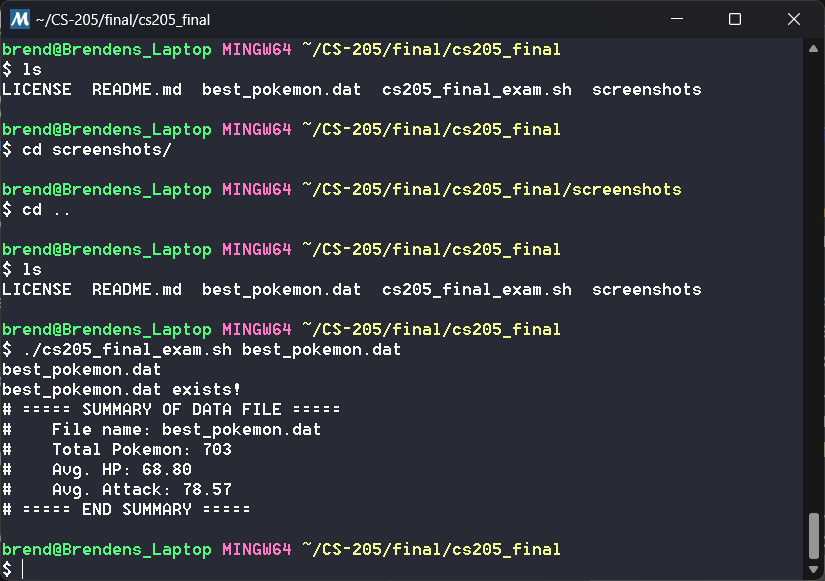 M ~/CS-205/final/cs205_final
brend@Brendens_Laptop MINGW64 ~/CS-205/final/cs205_final
$ ls
LICENSE  README.md  best_pokemon.dat  cs205_final_exam.sh  screenshots
brend@Brendens_Laptop MINGW64 ~/CS-205/final/cs205_final
$ cd screenshots/
brend@Brendens_Laptop MINGW64 ~/CS-205/final/cs205_final/screenshots
$ cd ..
brend@Brendens_Laptop MINGW64 ~/CS-205/final/cs205_final
$ ls
LICENSE  README.md  best_pokemon.dat  cs205_final_exam.sh  screenshots
brend@Brendens_Laptop MINGW64 ~/CS-205/final/cs205_final
$ ./cs205_final_exam.sh best_pokemon.dat
best_pokemon.dat
best_pokemon.dat exists!
# ===== SUMMARY OF DATA FILE =====
#    File name: best_pokemon.dat
#    Total Pokemon: 703
#    Avg. HP: 68.80
#    Avg. Attack: 78.57
# ===== END SUMMARY =====
brend@Brendens_Laptop MINGW64 ~/CS-205/final/cs205_final
$